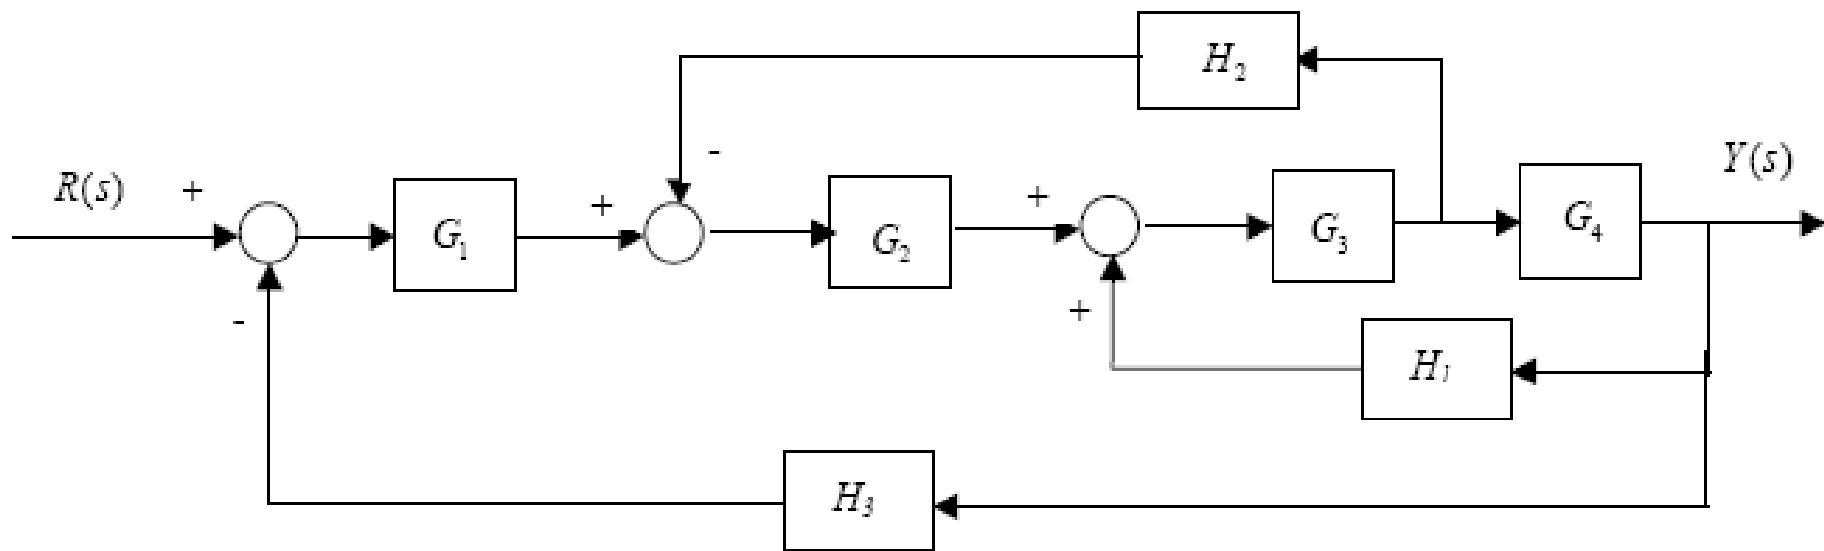 H₂
-
R(s)
+
G₁
+
G₂
+
G₃
G₄
Y(s)
-
+
H₁
H₃